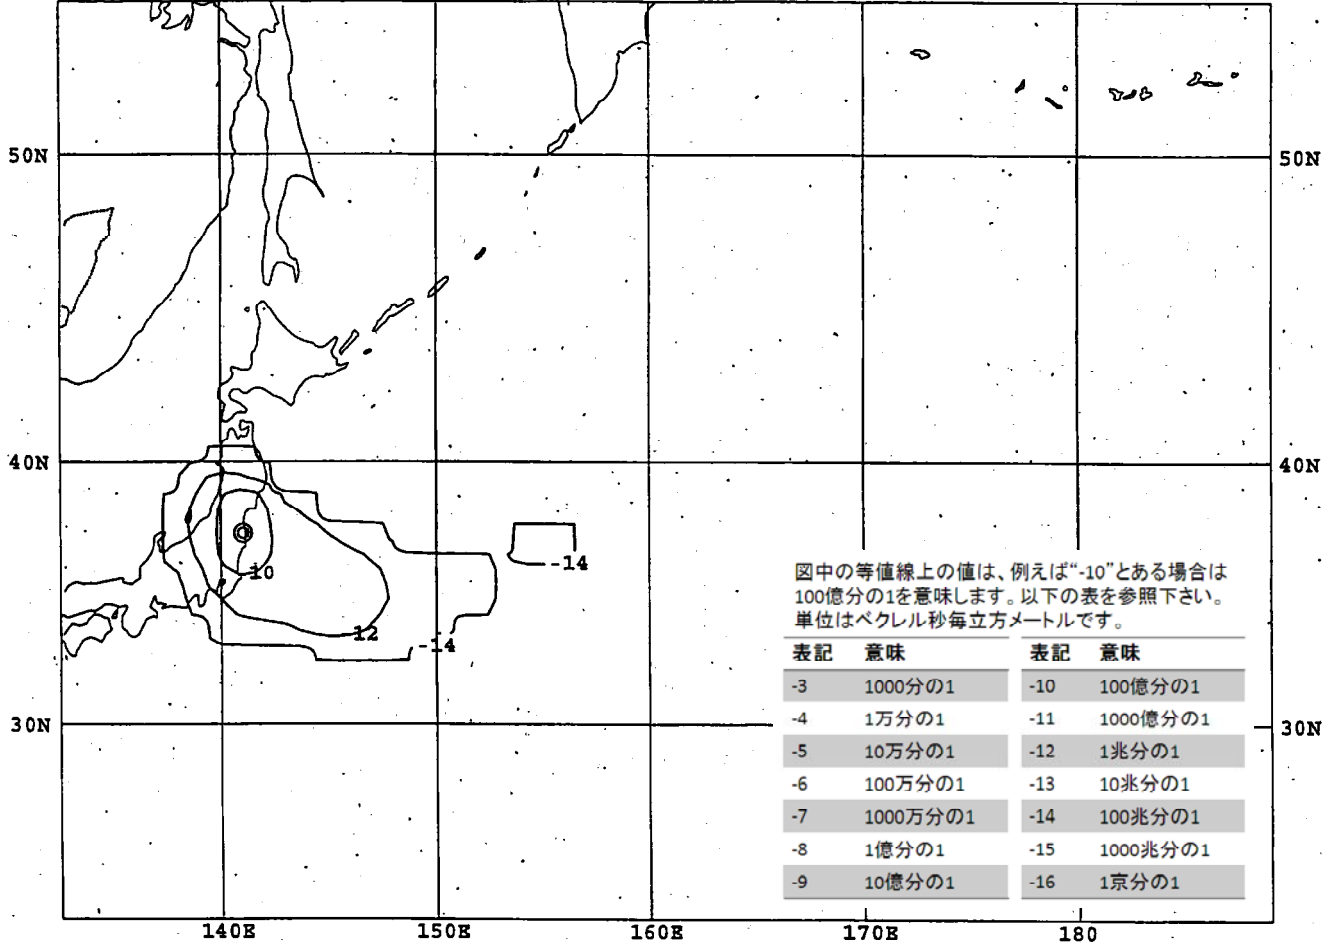 50N
50N
40N
40N
10
-14
12
-14
図中の等値線上の値は、例えば“-10”とある場合は
100億分の1を意味します。以下の表を参照下さい。
単位はベクレル秒毎立方メートルです。
表記 意味 表記 意味
-3 1000分の1 -10 100億分の1
-4 1万分の1 -11 1000億分の1
-5 10万分の1 -12 1兆分の1
-6 100万分の1 -13 10兆分の1
-7 1000万分の1 -14 100兆分の1
-8 1億分の1 -15 1000兆分の1
-9 10億分の1 -16 1京分の1
30N
30N
140E 150E 160E 170E 180